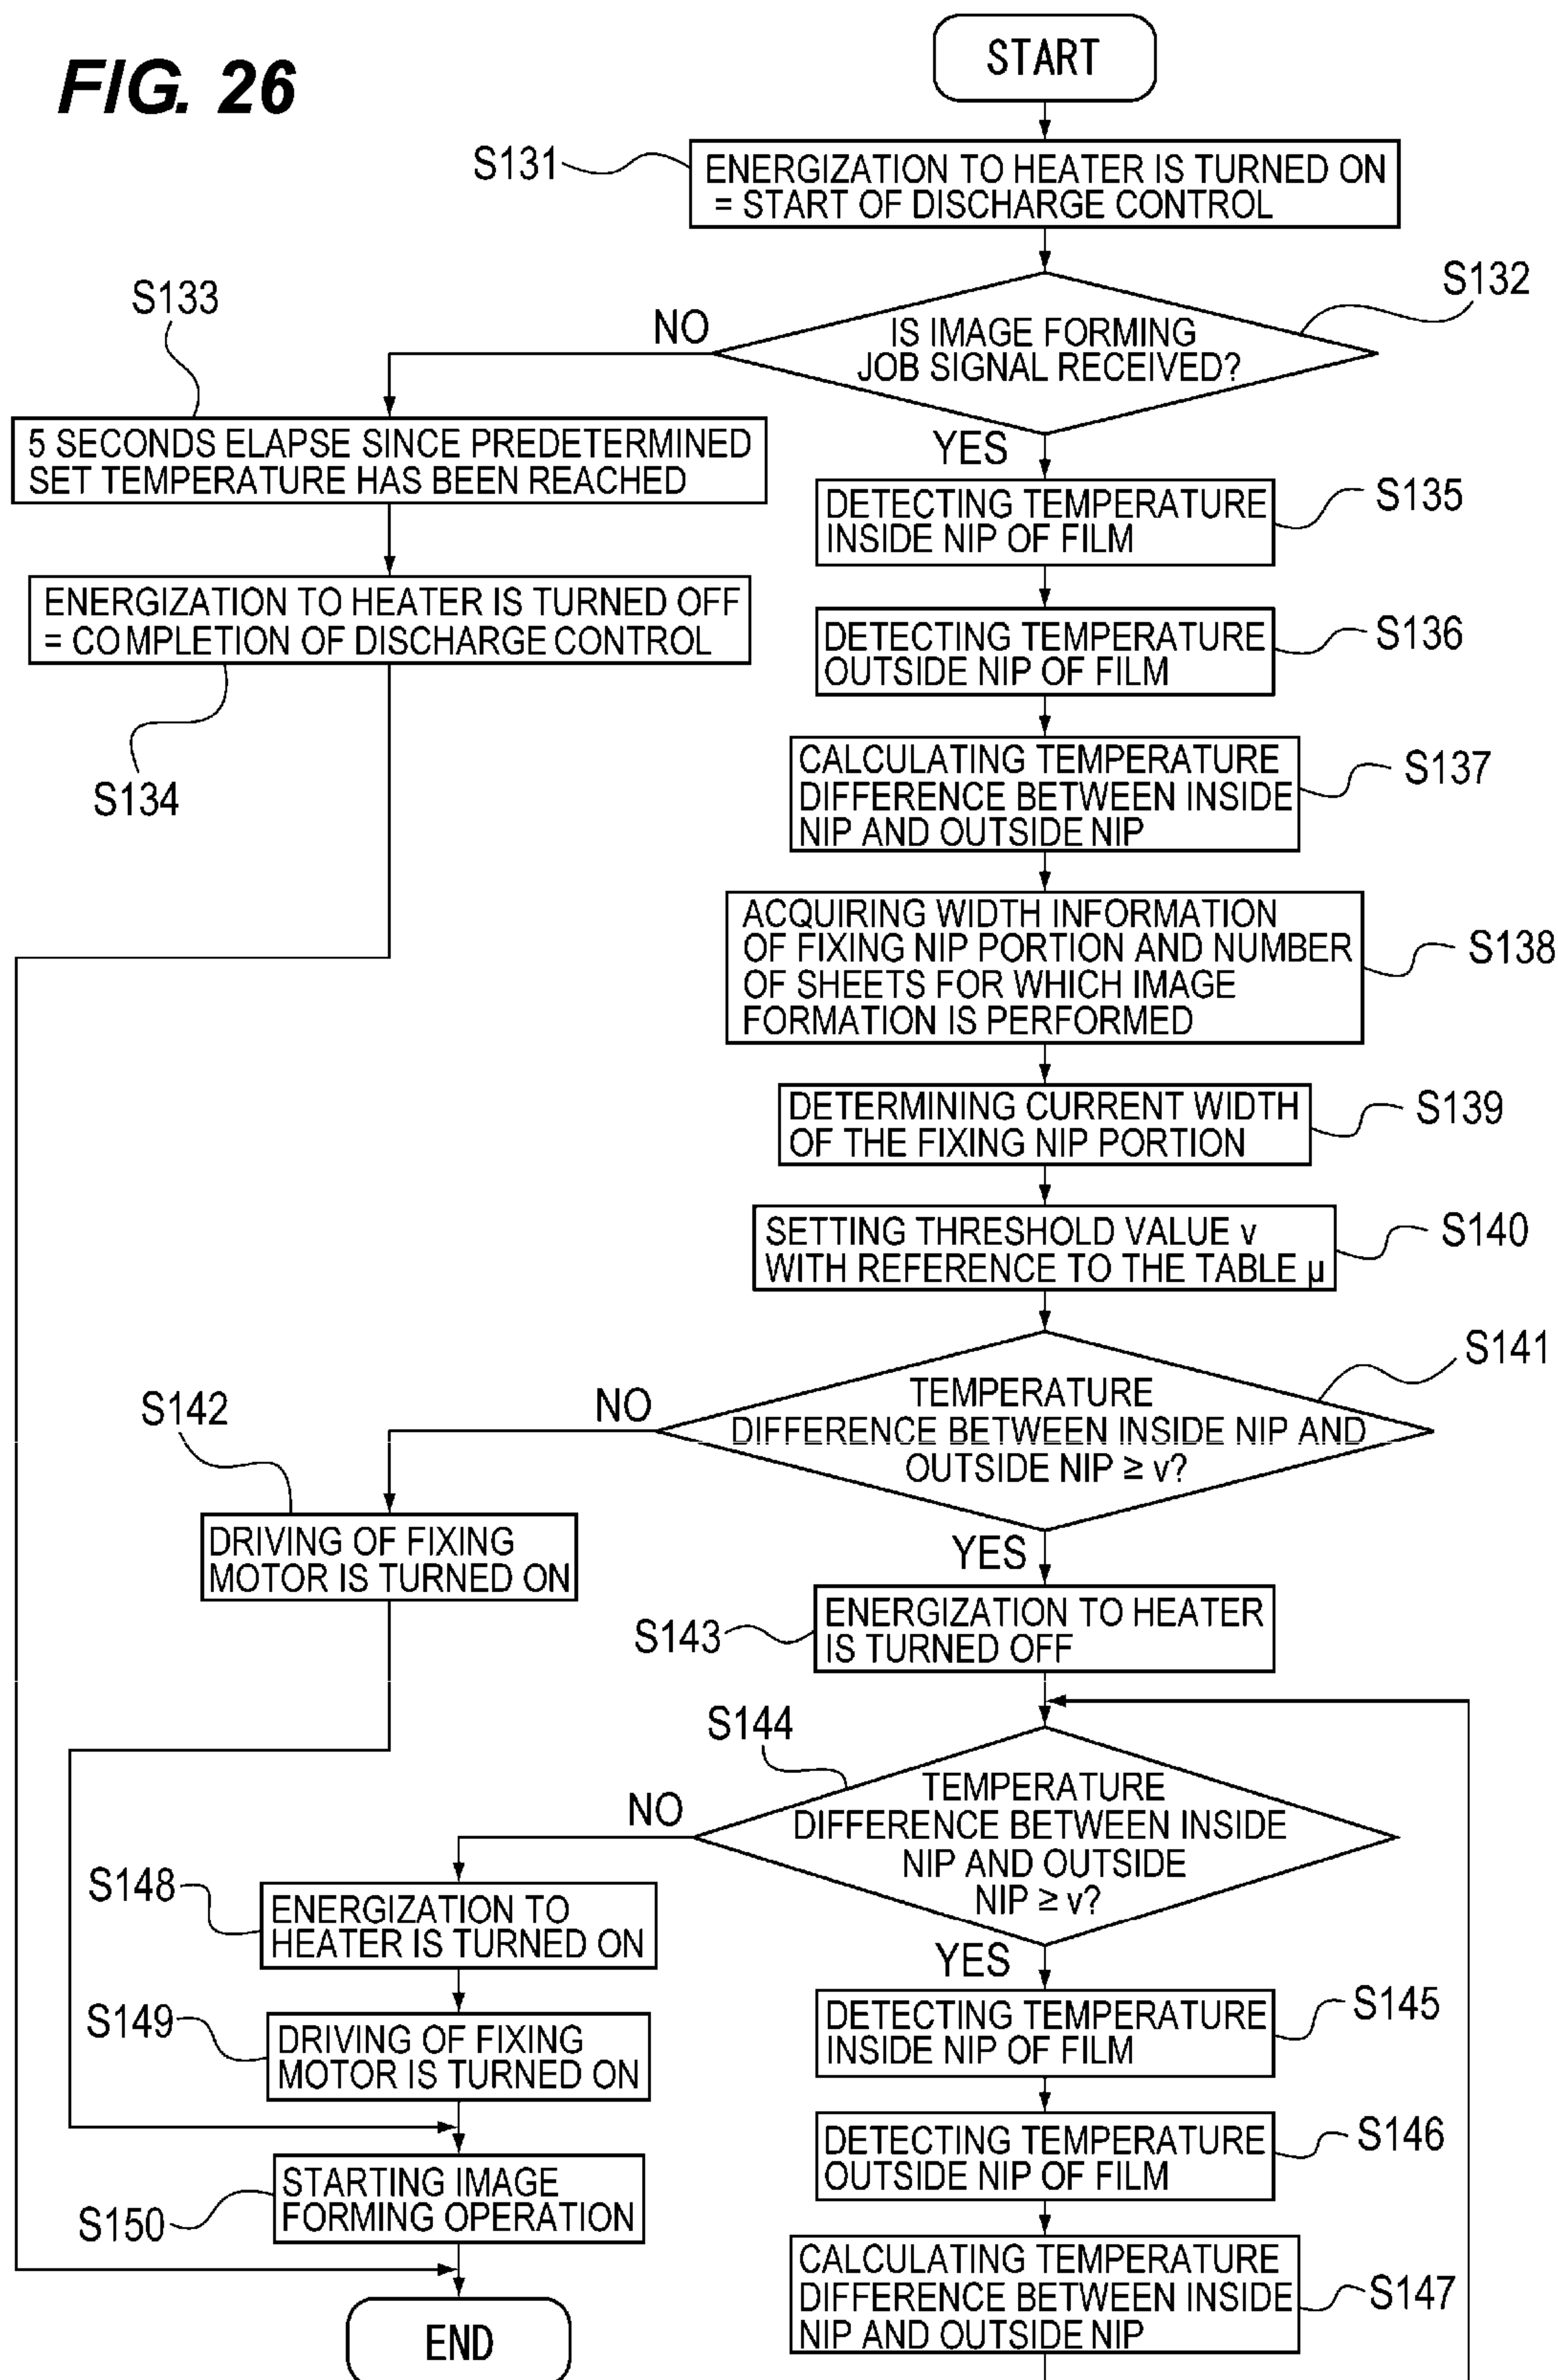 FIG. 26
START
S131
ENERGIZATION TO HEATER IS TURNED ON
= START OF DISCHARGE CONTROL
S132
IS IMAGE FORMING
JOB SIGNAL RECEIVED?
NO
YES
S133
5 SECONDS ELAPSE SINCE PREDETERMINED
SET TEMPERATURE HAS BEEN REACHED
ENERGIZATION TO HEATER IS TURNED OFF
= COMPLETION OF DISCHARGE CONTROL
S134
DETECTING TEMPERATURE
INSIDE NIP OF FILM
S135
DETECTING TEMPERATURE
OUTSIDE NIP OF FILM
S136
CALCULATING TEMPERATURE
DIFFERENCE BETWEEN INSIDE
NIP AND OUTSIDE NIP
S137
ACQUIRING WIDTH INFORMATION
OF FIXING NIP PORTION AND NUMBER
OF SHEETS FOR WHICH IMAGE
FORMATION IS PERFORMED
S138
DETERMINING CURRENT WIDTH
OF THE FIXING NIP PORTION
S139
SETTING THRESHOLD VALUE ν
WITH REFERENCE TO THE TABLE μ
S140
S141
TEMPERATURE
DIFFERENCE BETWEEN INSIDE NIP AND
OUTSIDE NIP ≥ ν?
NO
YES
S142
DRIVING OF FIXING
MOTOR IS TURNED ON
S143
ENERGIZATION TO HEATER
IS TURNED OFF
S144
TEMPERATURE
DIFFERENCE BETWEEN INSIDE
NIP AND OUTSIDE
NIP ≥ ν?
NO
YES
S148
ENERGIZATION TO
HEATER IS TURNED ON
S149
DRIVING OF FIXING
MOTOR IS TURNED ON
S150
STARTING IMAGE
FORMING OPERATION
END
DETECTING TEMPERATURE
INSIDE NIP OF FILM
S145
DETECTING TEMPERATURE
OUTSIDE NIP OF FILM
S146
CALCULATING TEMPERATURE
DIFFERENCE BETWEEN INSIDE
NIP AND OUTSIDE NIP
S147